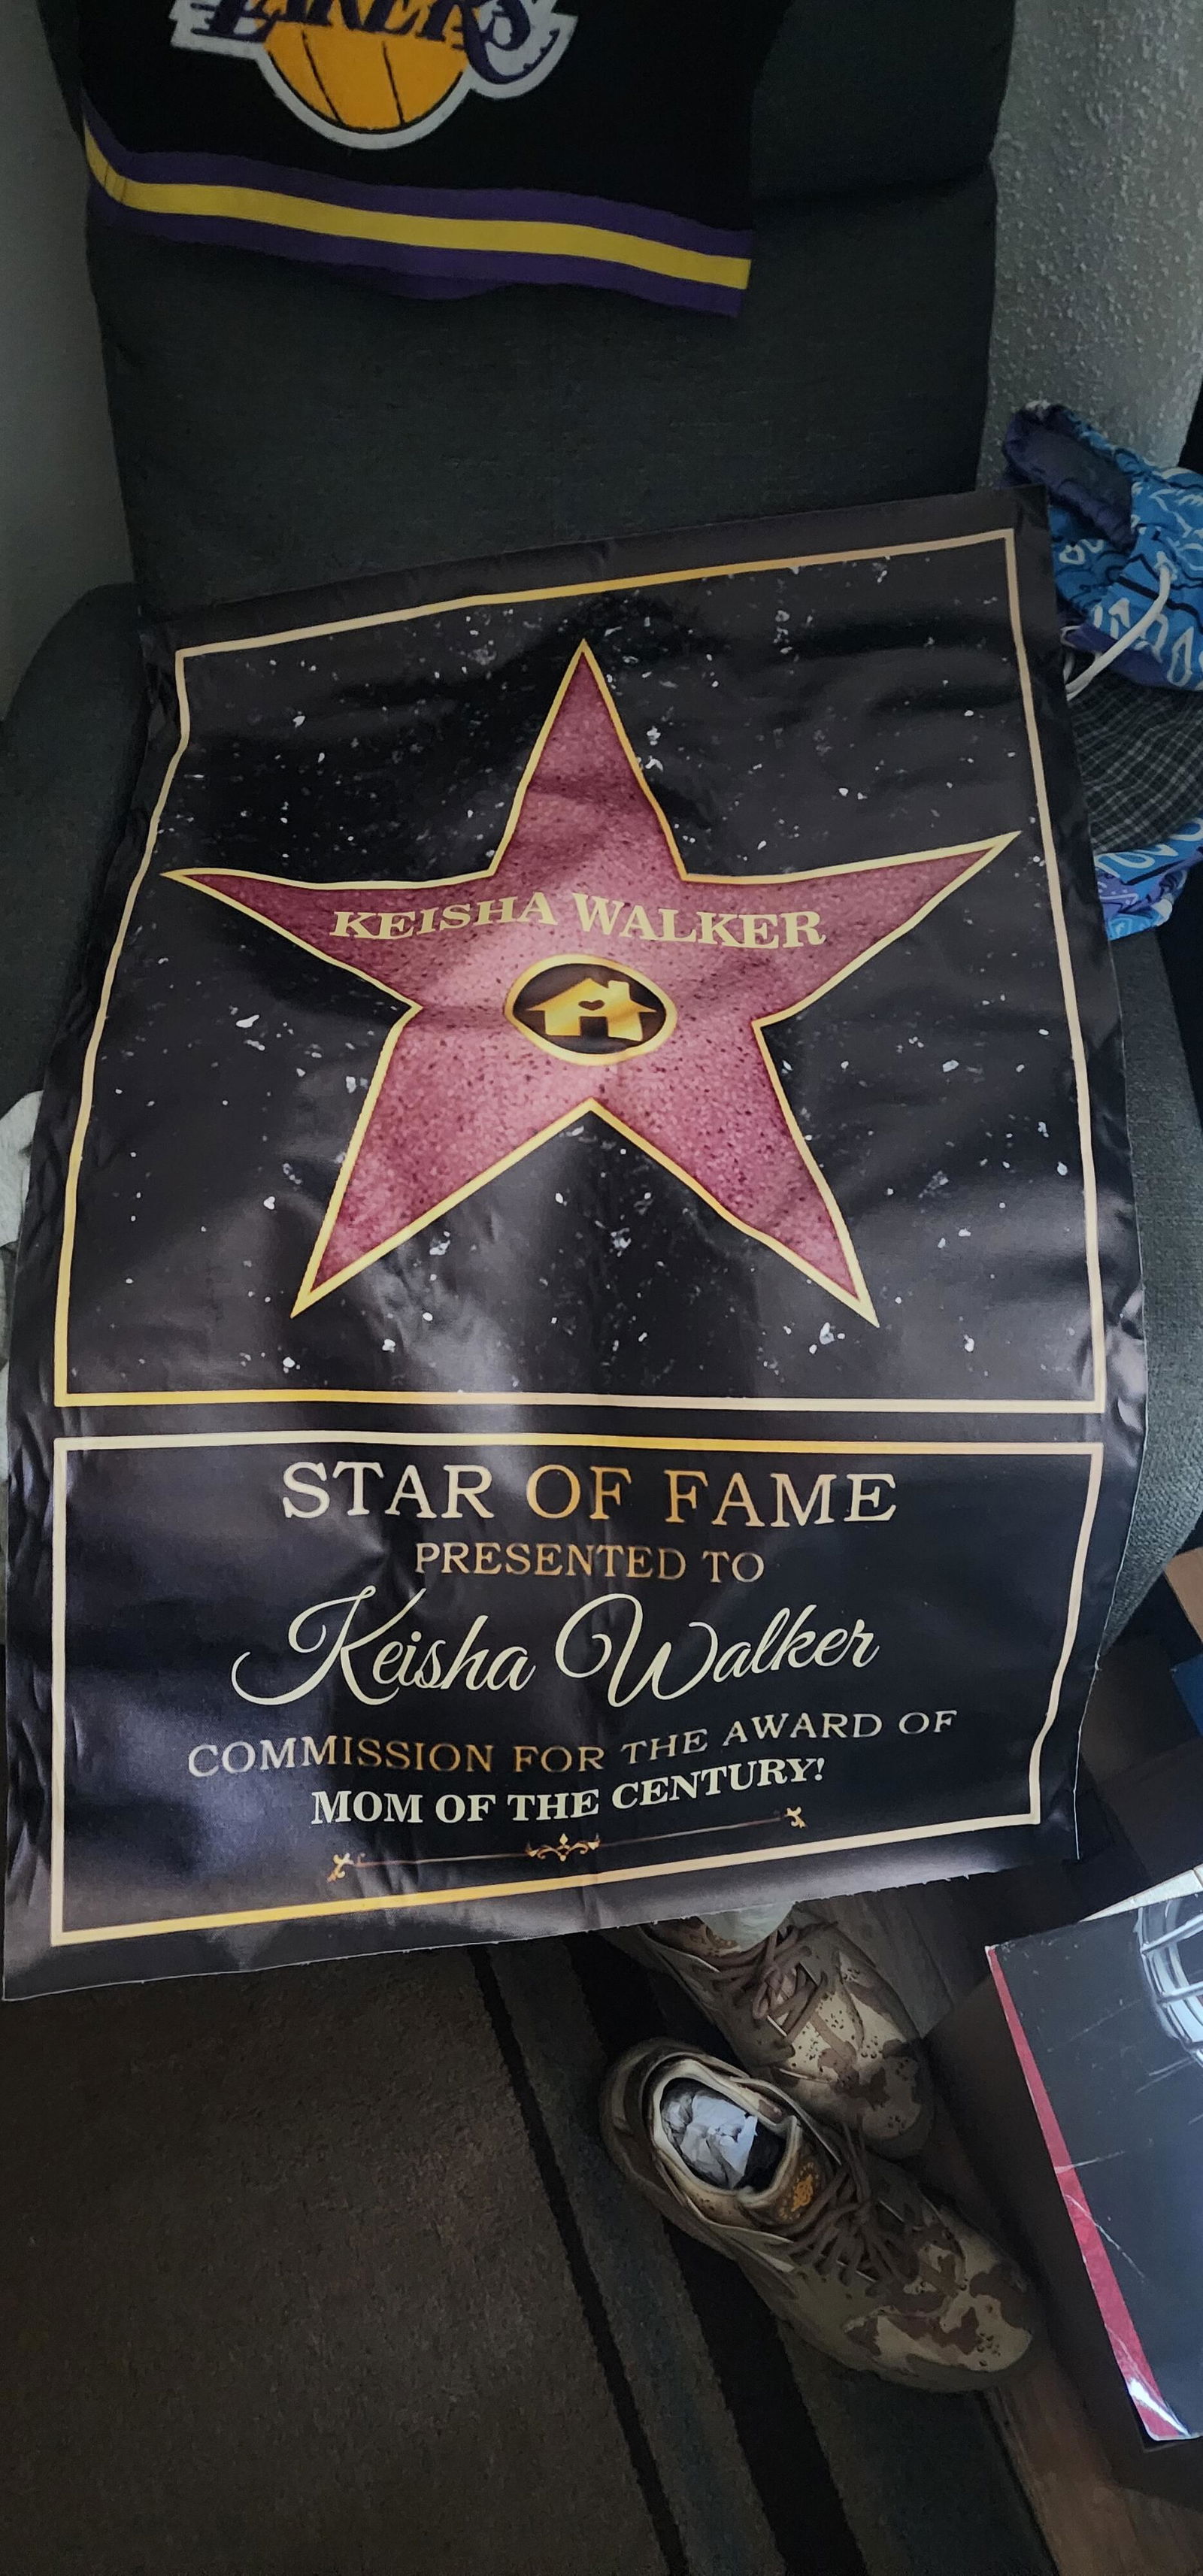 LAKERS
KEISHA WALKER
STAR OF FAME
PRESENTED TO
Keisha Walker
COMMISSION FOR THE AWARD OF
MOM OF THE CENTURY!